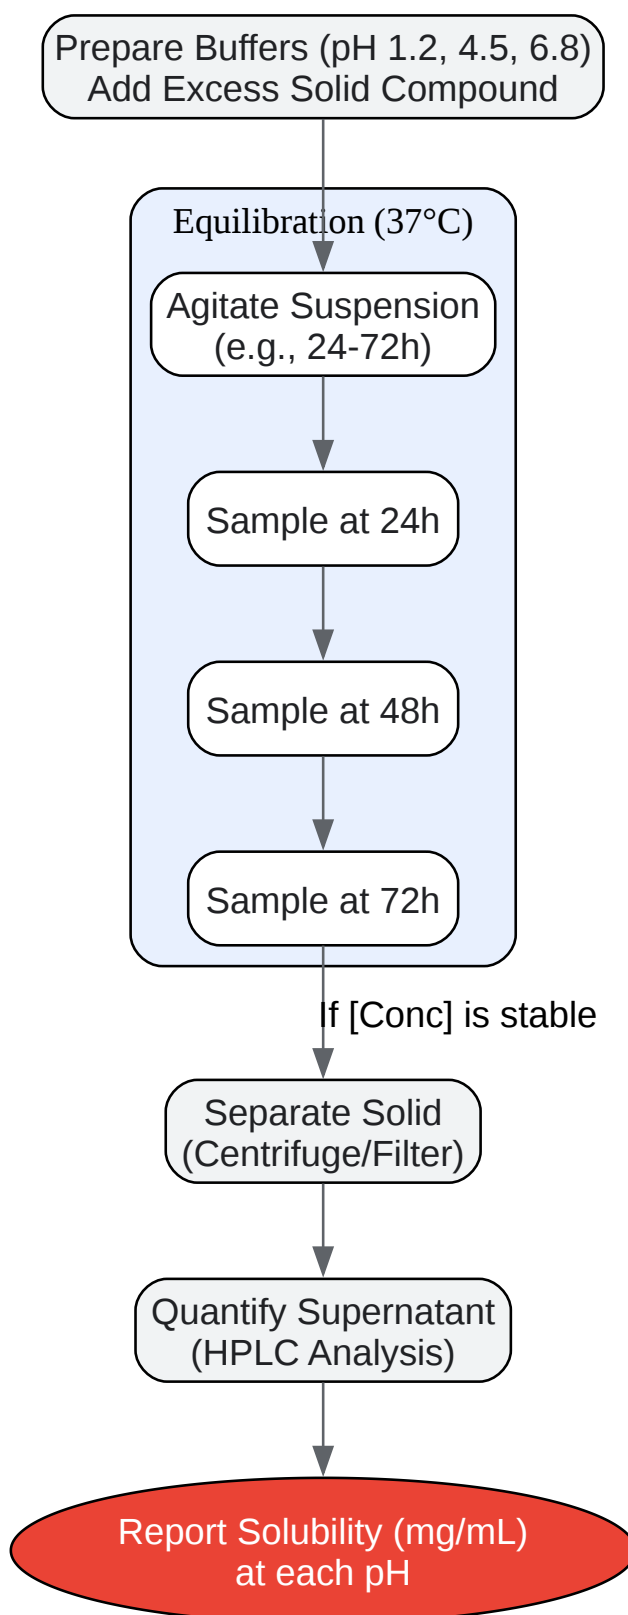 Prepare Buffers (pH 1.2, 4.5, 6.8)
Add Excess Solid Compound
Equilibration (37°C)
Agitate Suspension
(e.g., 24-72h)
Sample at 24h
Sample at 48h
Sample at 72h
If [Conc] is stable
Separate Solid
(Centrifuge/Filter)
Quantify Supernatant
(HPLC Analysis)
Report Solubility (mg/mL)
at each pH